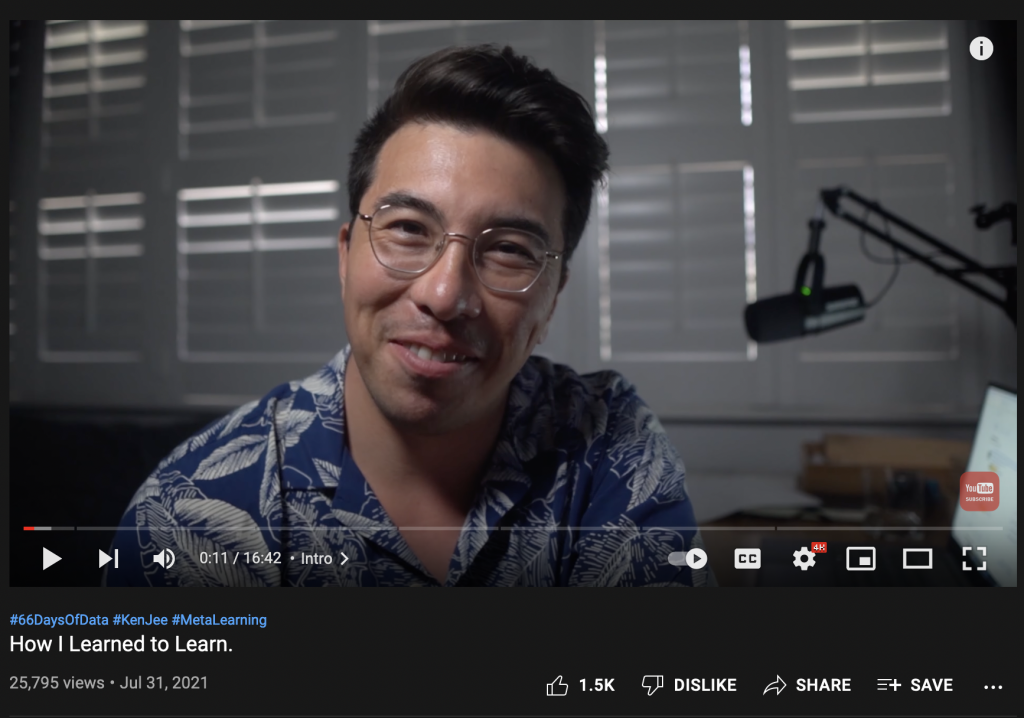 i
YouTube
SUBSCRIBE
0:11 / 16:42 • Intro
CC
4K
#66DaysOfData #KenJee #MetaLearning
How I Learned to Learn.
25,795 views • Jul 31, 2021
1.5K
DISLIKE
SHARE
SAVE